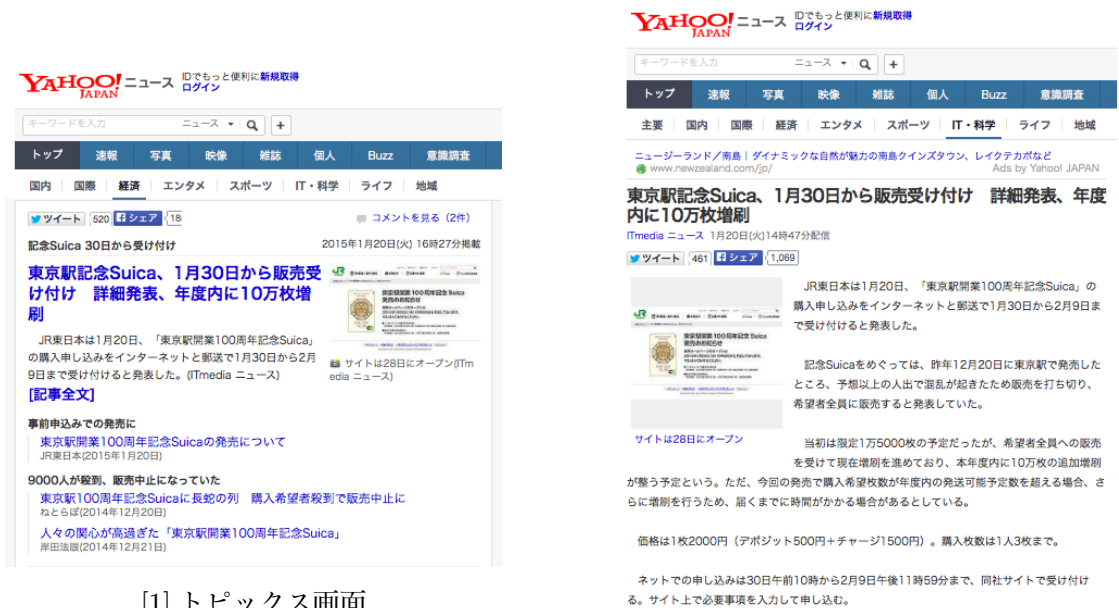 YAHOO! JAPAN ニュース
IDでもっと便利に新規取得
ログイン
キーワードを入力 ニュース
トップ 速報 写真 映像 雑誌 個人 Buzz 意識調査
国内 国際 経済 エンタメ スポーツ IT・科学 ライフ 地域
ツイート 520 シェア 18 コメントを見る（2件）
記念Suica 30日から受け付け 2015年1月20日(火) 16時27分掲載
東京駅記念Suica、1月30日から販売受
け付け 詳細発表、年度内に10万枚増
刷
JR東日本は1月20日、「東京駅開業100周年記念Suica」
の購入申し込みをインターネットと郵送で1月30日から2月
9日まで受け付けると発表した。(ITmedia ニュース)
[記事全文]
東京駅開業100周年記念 Suica
発売のお知らせ
サイトは28日にオープン(ITm
edia ニュース)
事前申込みでの発売に
東京駅開業100周年記念Suicaの発売について
JR東日本(2015年1月20日)
9000人が殺到、販売中止になっていた
東京駅100周年記念Suicaに長蛇の列 購入希望者殺到で販売中止に
ねとらぼ(2014年12月20日)
人々の関心が高過ぎた「東京駅開業100周年記念Suica」
岸田法眼(2014年12月21日)
[1] トピックス画面
YAHOO! JAPAN ニュース
IDでもっと便利に新規取得
ログイン
キーワードを入力 ニュース
トップ 速報 写真 映像 雑誌 個人 Buzz 意識調査
主要 国内 国際 経済 エンタメ スポーツ IT・科学 ライフ 地域
ニュージーランド／南島｜ダイナミックな自然が魅力の南島クインズタウン、レイクテカポなど
www.newzealand.com/jp/ Ads by Yahoo! JAPAN
東京駅記念Suica、1月30日から販売受け付け 詳細発表、年度
内に10万枚増刷
ITmedia ニュース 1月20日(火)14時47分配信
ツイート 461 シェア 1,069
東京駅開業100周年記念 Suica
発売のお知らせ
サイトは28日にオープン
JR東日本は1月20日、「東京駅開業100周年記念Suica」の
購入申し込みをインターネットと郵送で1月30日から2月9日ま
で受け付けると発表した。
記念Suicaをめぐっては、昨年12月20日に東京駅で発売した
ところ、予想以上の人出で混乱が起きたため販売を打ち切り、
希望者全員に販売すると発表していた。
当初は限定1万5000枚の予定だったが、希望者全員への販売
を受けて現在増刷を進めており、本年度内に10万枚の追加増刷
が整う予定という。ただ、今回の発売で購入希望枚数が年度内の発送可能予定数を超える場合、さ
らに増刷を行うため、届くまでに時間がかかる場合があるとしている。
価格は1枚2000円（デポジット500円＋チャージ1500円）。購入枚数は1人3枚まで。
ネットでの申し込みは30日午前10時から2月9日午後11時59分まで、同社サイトで受け付け
る。サイト上で必要事項を入力して申し込む。